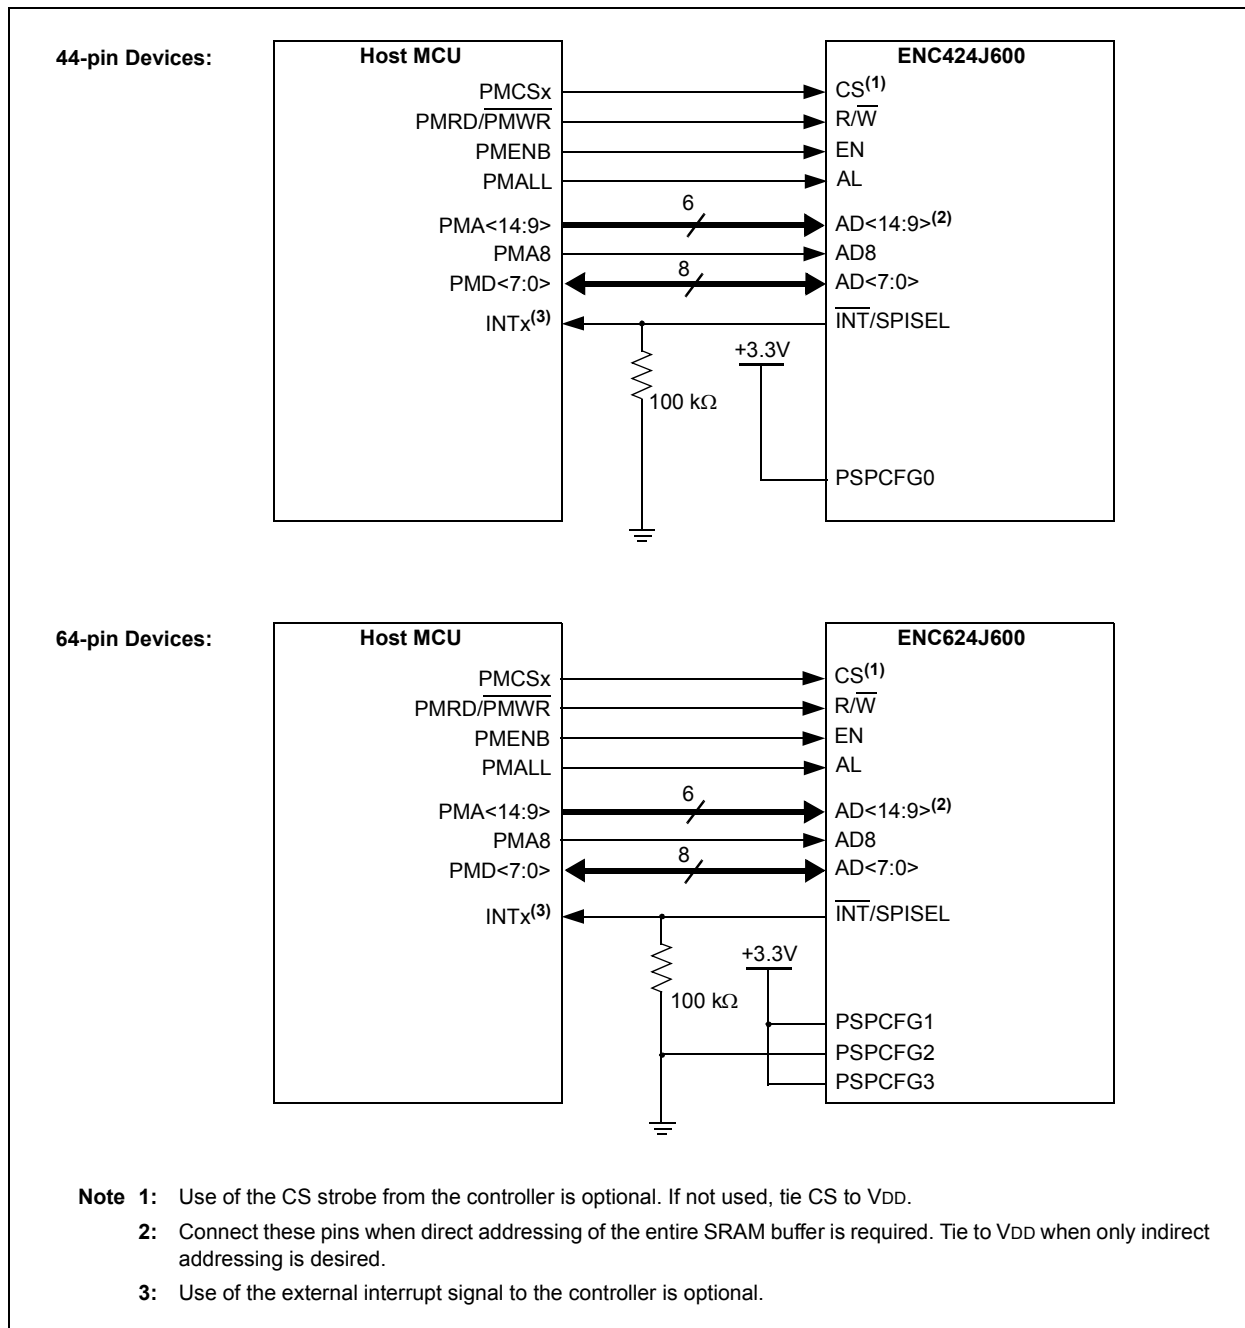 44-pin Devices:
Host MCU
ENC424J600
PMCSx
CS(1)
PMRD/PMWR
R/W
PMENB
EN
PMALL
AL
6
PMA<14:9>
AD<14:9>(2)
PMA8
AD8
8
PMD<7:0>
AD<7:0>
INTx(3)
INT/SPISEL
+3.3V
100 kΩ
PSPCFG0
64-pin Devices:
Host MCU
ENC624J600
PMCSx
CS(1)
PMRD/PMWR
R/W
PMENB
EN
PMALL
AL
6
PMA<14:9>
AD<14:9>(2)
PMA8
AD8
8
PMD<7:0>
AD<7:0>
INTx(3)
INT/SPISEL
+3.3V
100 kΩ
PSPCFG1
PSPCFG2
PSPCFG3
Note 1: Use of the CS strobe from the controller is optional. If not used, tie CS to VDD.
2: Connect these pins when direct addressing of the entire SRAM buffer is required. Tie to VDD when only indirect
addressing is desired.
3: Use of the external interrupt signal to the controller is optional.